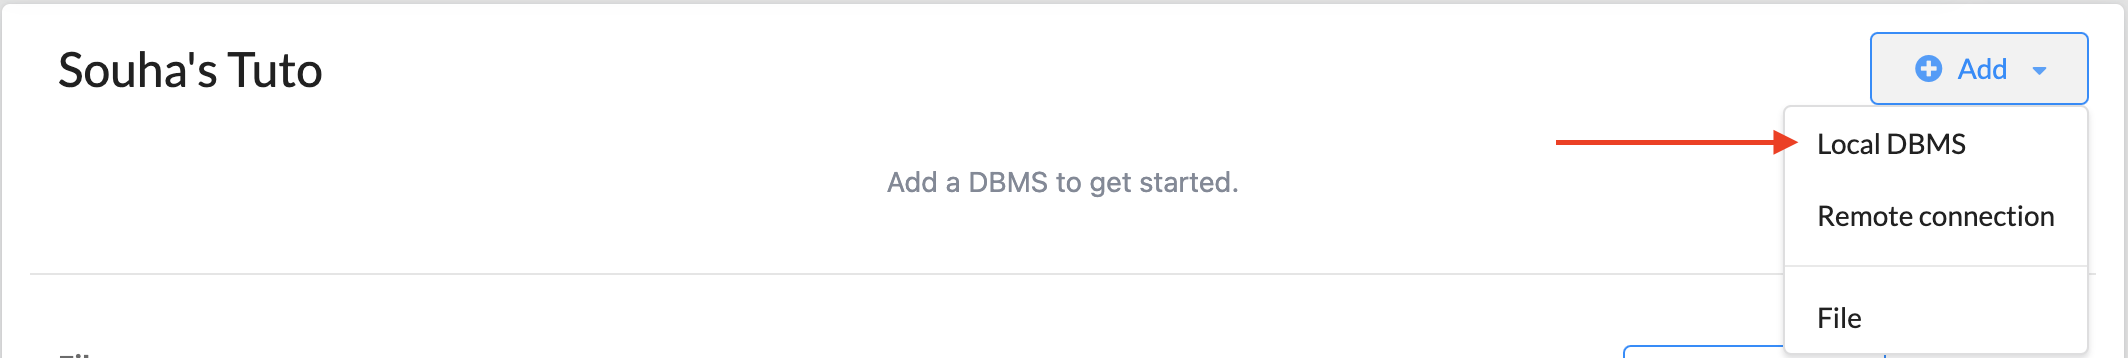 Souha's Tuto
Add
Local DBMS
Add a DBMS to get started.
Remote connection
File